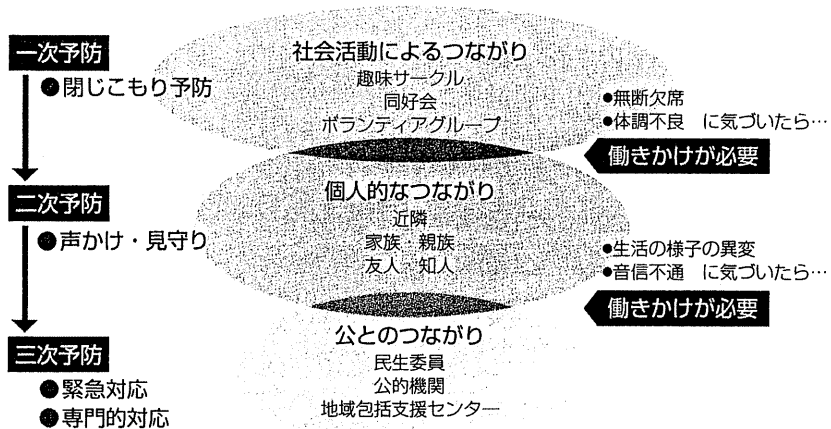 一次予防
●閉じこもり予防
社会活動によるつながり
趣味サークル
同好会
ボランティアグループ
●無断欠席
●体調不良 に気づいたら…
働きかけが必要
二次予防
●声かけ・見守り
個人的なつながり
近隣
家族・親族
友人 知人
●生活の様子の異変
●音信不通 に気づいたら…
働きかけが必要
三次予防
●緊急対応
●専門的対応
公とのつながり
民生委員
公的機関
地域包括支援センター